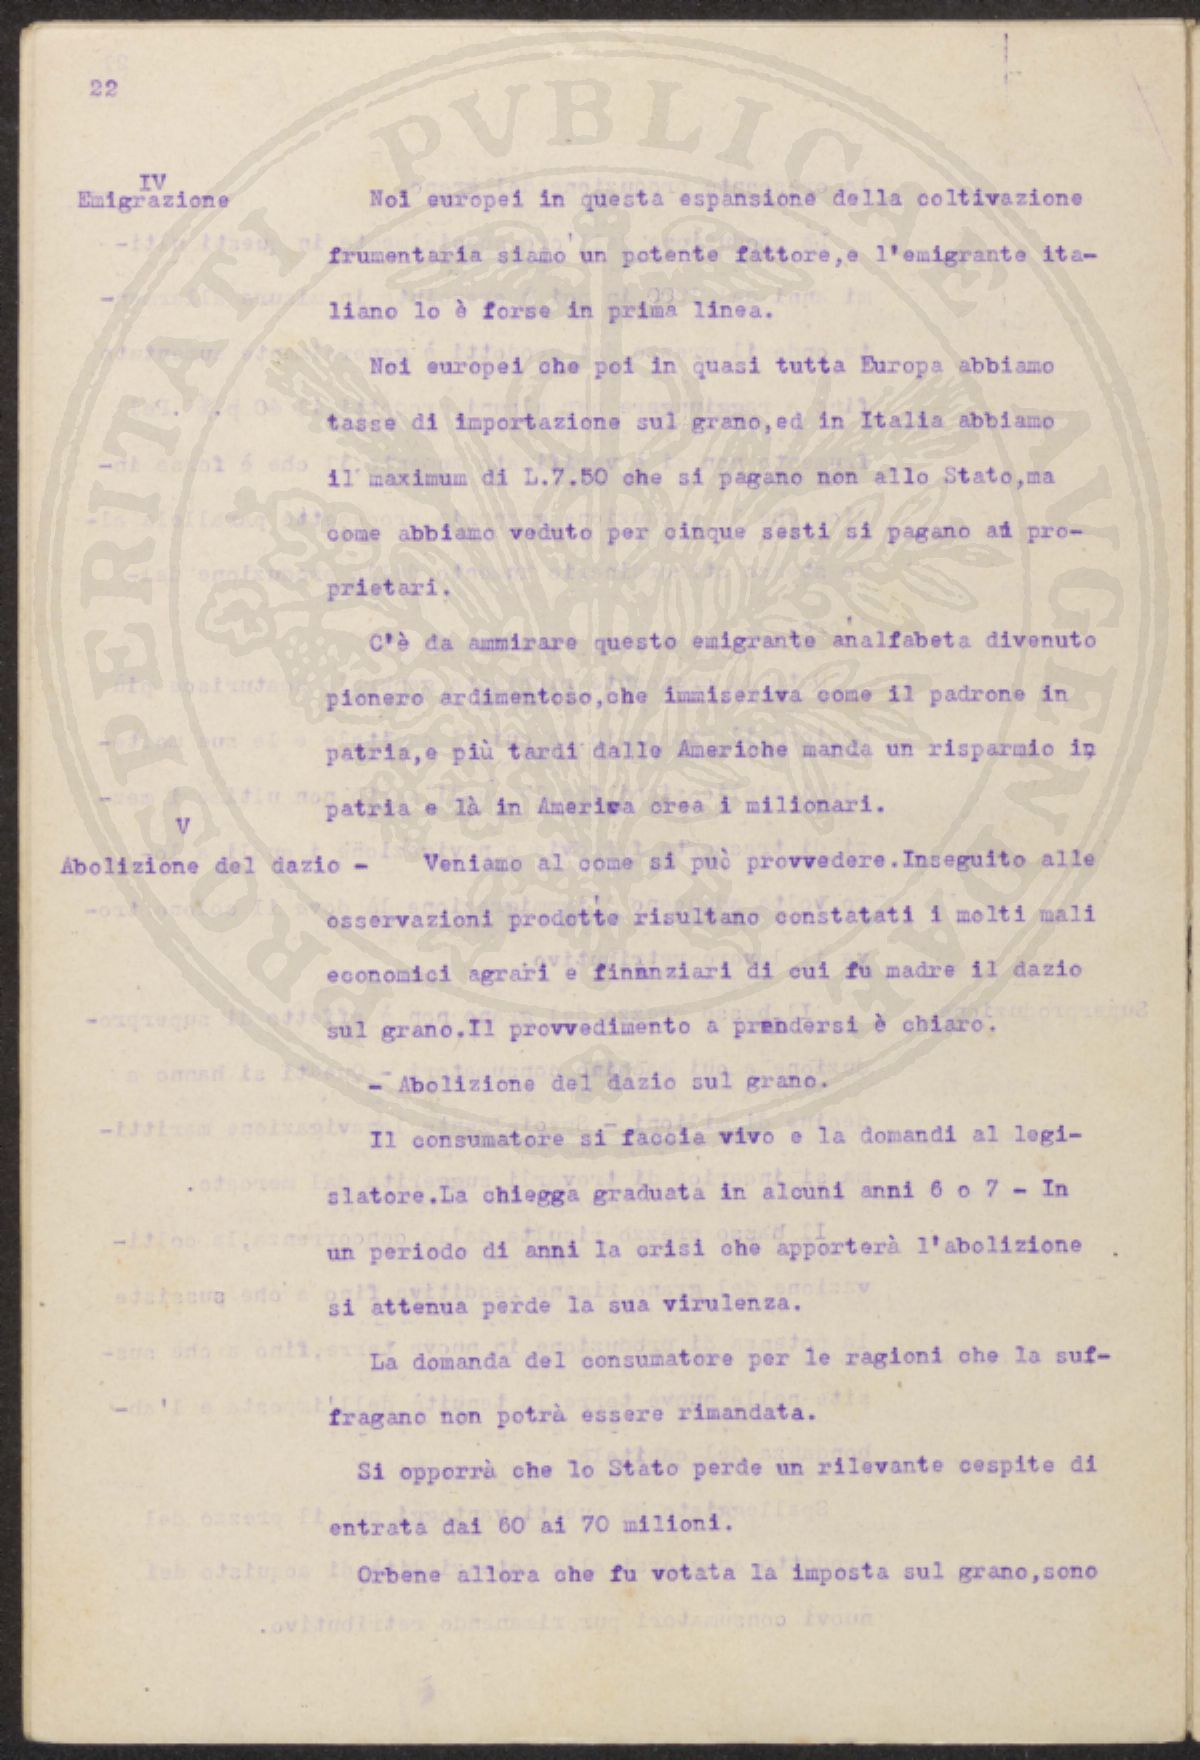 22
IV
Emigrazione
Noi europei in questa espansione della coltivazione
frumentaria siamo un potente fattore,e l'emigrante ita-
liano lo è forse in prima linea.
Noi europei che poi in quasi tutta Europa abbiamo
tasse di importazione sul grano,ed in Italia abbiamo
il maximum di L.7.50 che si pagano non allo Stato,ma
come abbiamo veduto per cinque sesti si pagano ai pro-
prietari.
C'è da ammirare questo emigrante analfabeta divenuto
pionero ardimentoso,che immiseriva come il padrone in
patria,e più tardi dalle Americhe manda un risparmio in
patria e là in America crea i milionari.
V
Abolizione del dazio - Veniamo al come si può provvedere.Inseguito alle
osservazioni prodotte risultano constatati i molti mali
economici agrari e finanziari di cui fu madre il dazio
sul grano.Il provvedimento a prendersi è chiaro.
- Abolizione del dazio sul grano.
Il consumatore si faccia vivo e la domandi al legi-
slatore.La chiegga graduata in alcuni anni 6 o 7 - In
un periodo di anni la crisi che apporterà l'abolizione
si attenua perde la sua virulenza.
La domanda del consumatore per le ragioni che la suf-
fragano non potrà essere rimandata.
Si opporrà che lo Stato perde un rilevante cespite di
entrata dai 60 ai 70 milioni.
Orbene allora che fu votata la imposta sul grano,sono
PROSPERITATI PVBLICAE AVGENDAE